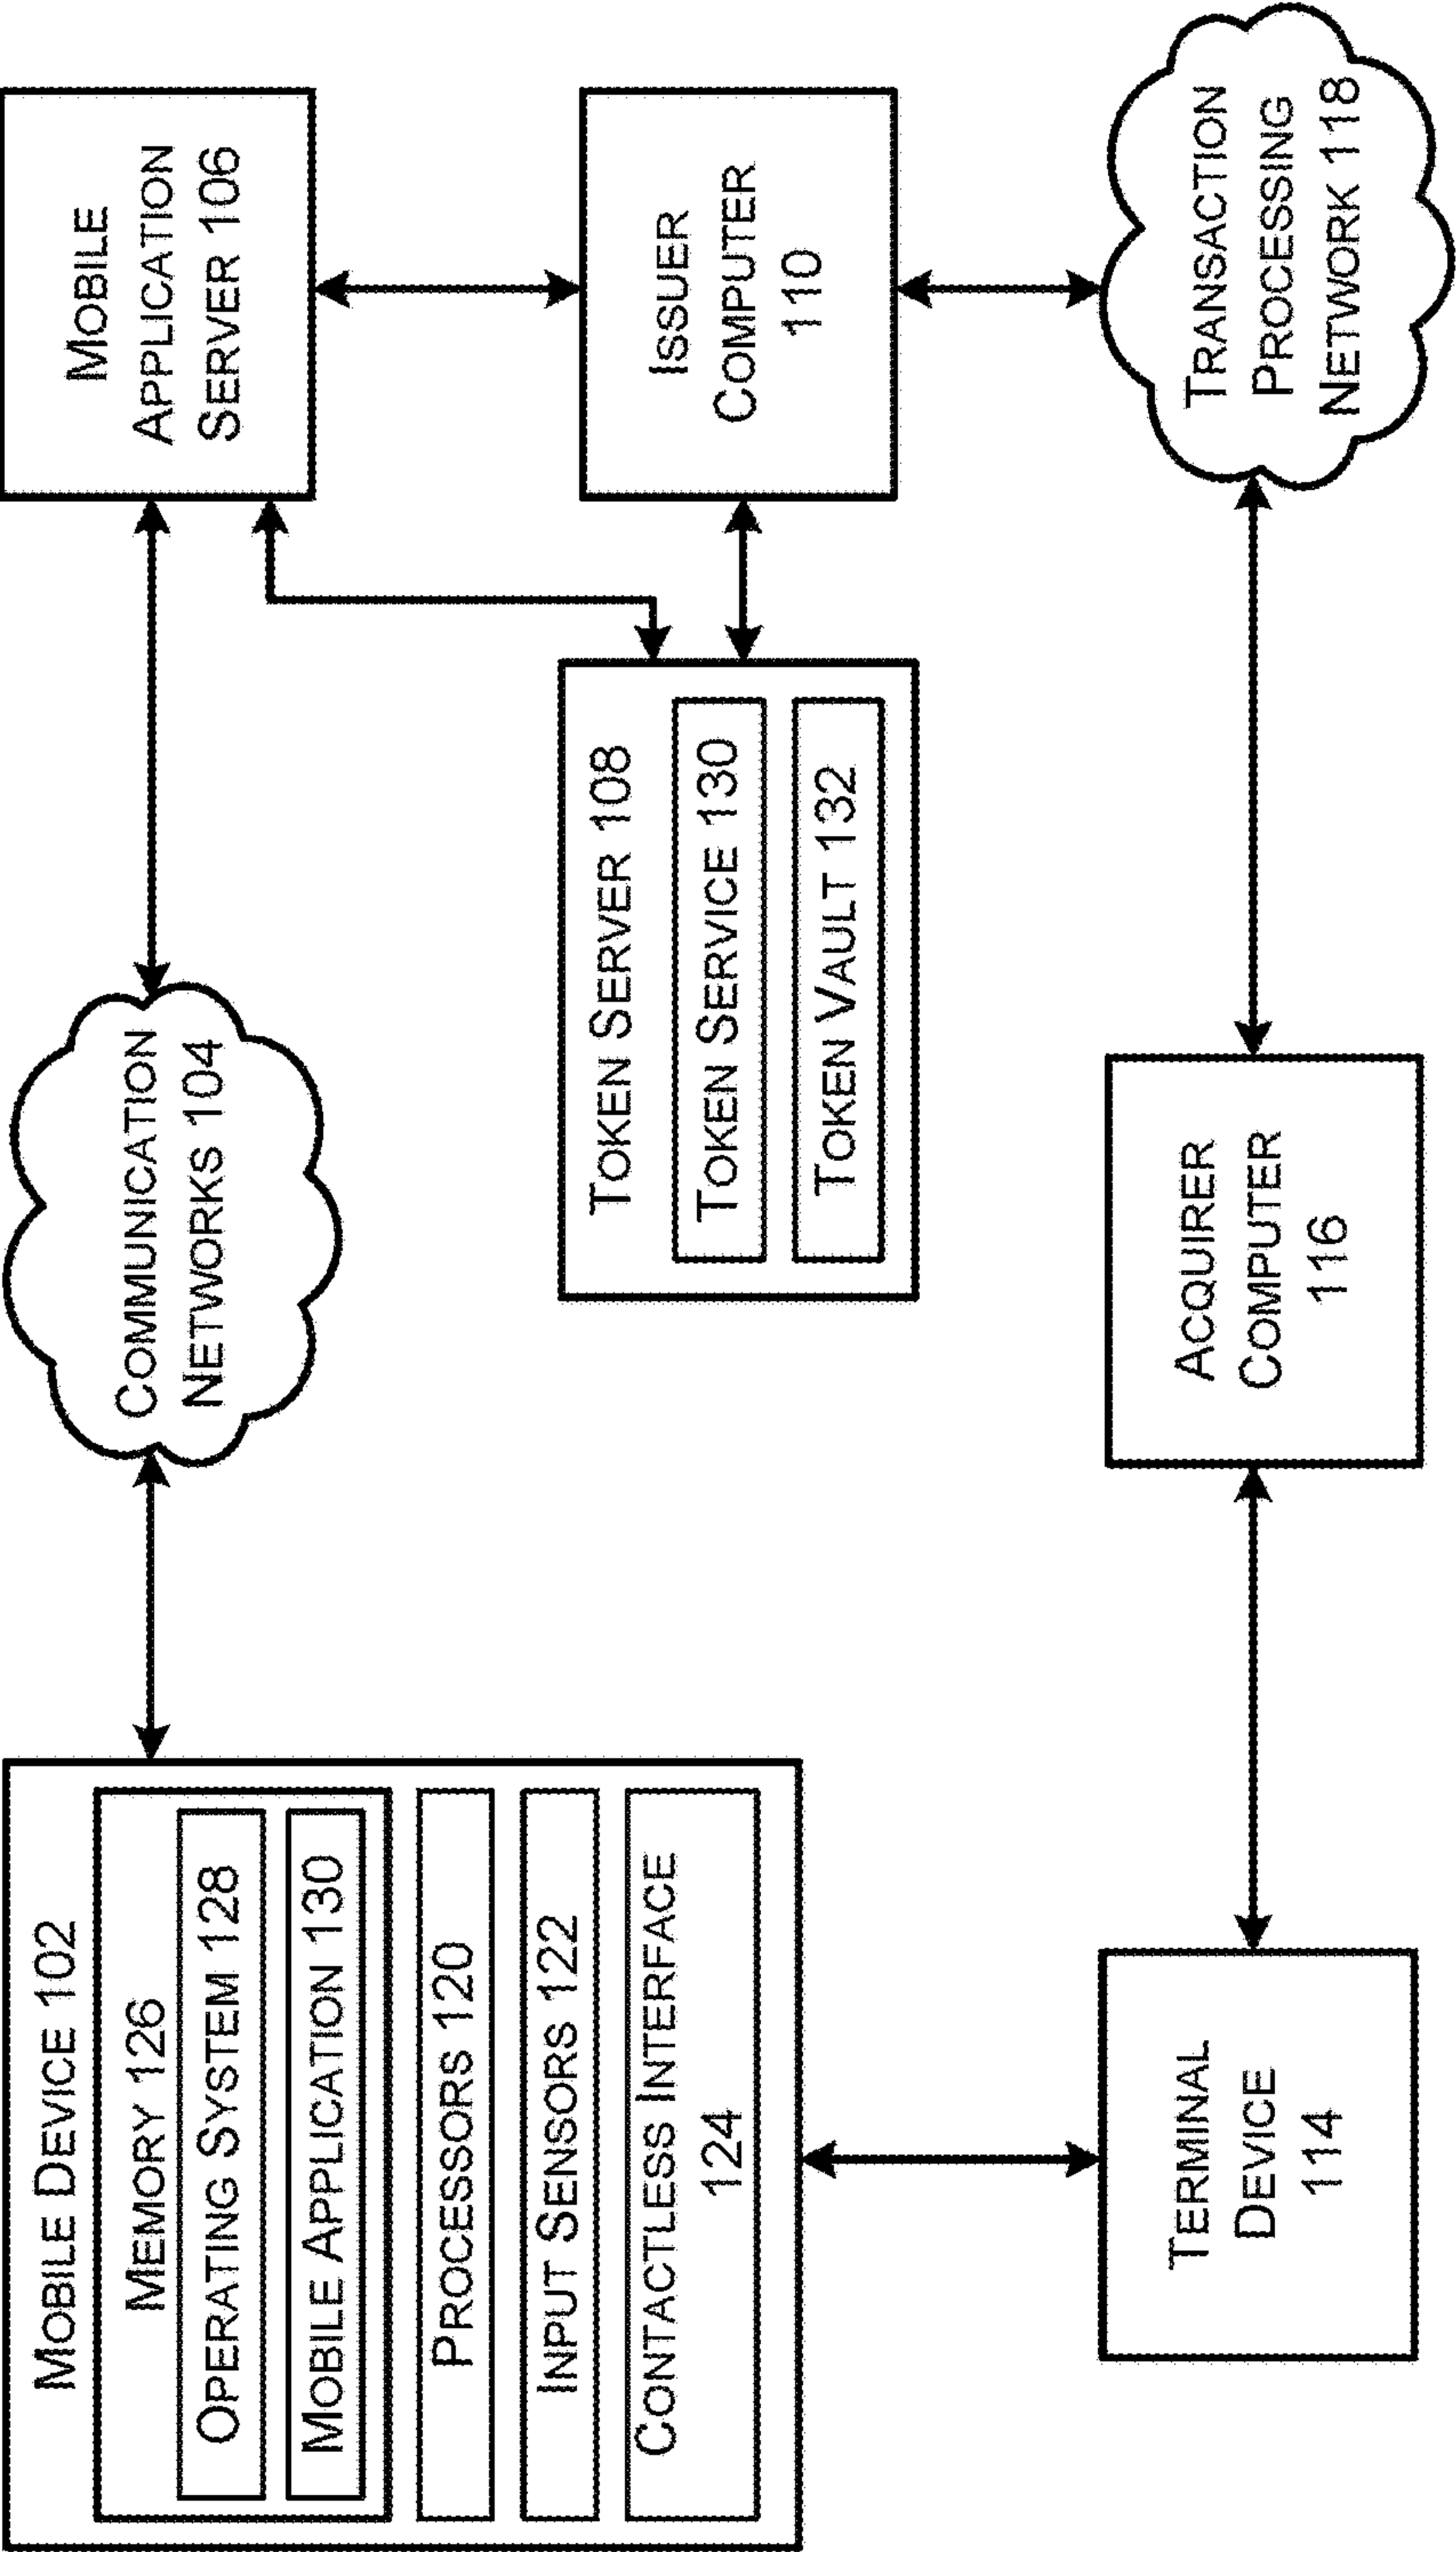 MOBILE DEVICE 102
MEMORY 126
OPERATING SYSTEM 128
MOBILE APPLICATION 130
PROCESSORS 120
INPUT SENSORS 122
CONTACTLESS INTERFACE
124
COMMUNICATION
NETWORKS 104
MOBILE
APPLICATION
SERVER 106
TOKEN SERVER 108
TOKEN SERVICE 130
TOKEN VAULT 132
ISSUER
COMPUTER
110
TERMINAL
DEVICE
114
ACQUIRER
COMPUTER
116
TRANSACTION
PROCESSING
NETWORK 118